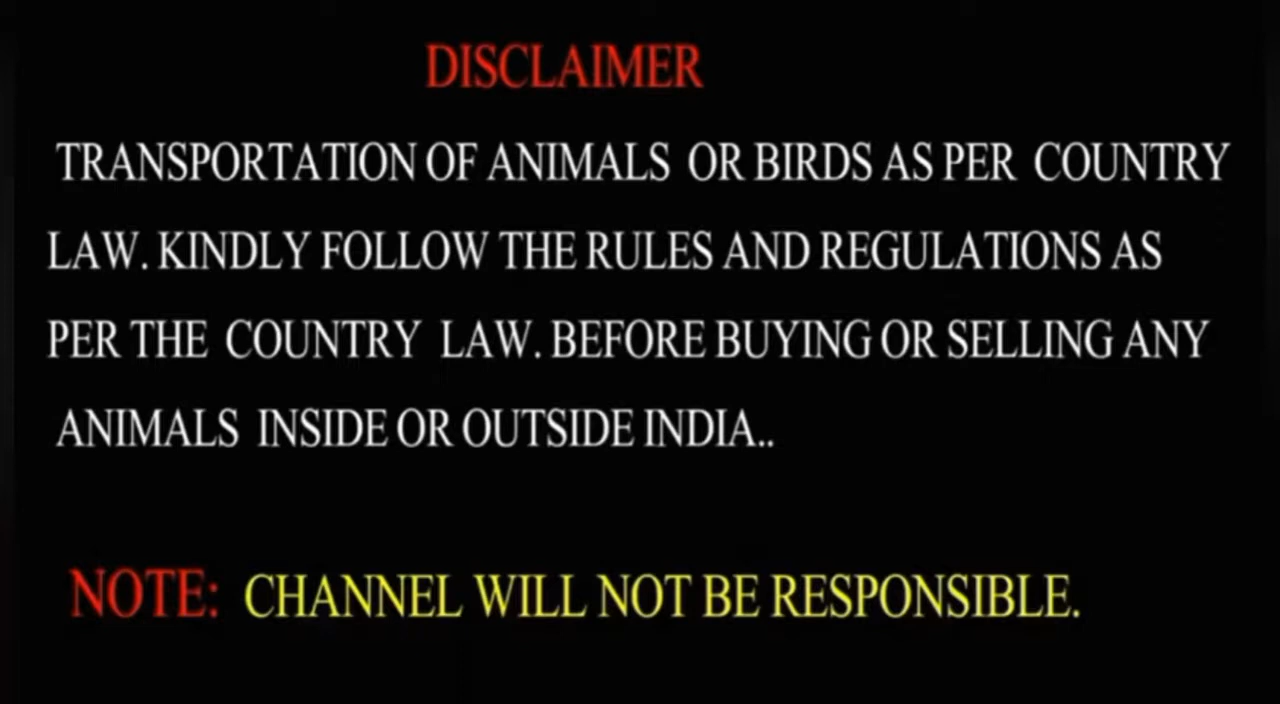 DISCLAIMER
TRANSPORTATION OF ANIMALS OR BIRDS AS PER COUNTRY
LAW. KINDLY FOLLOW THE RULES AND REGULATIONS AS
PER THE COUNTRY LAW. BEFORE BUYING OR SELLING ANY
ANIMALS INSIDE OR OUTSIDE INDIA..
NOTE: CHANNEL WILL NOT BE RESPONSIBLE.